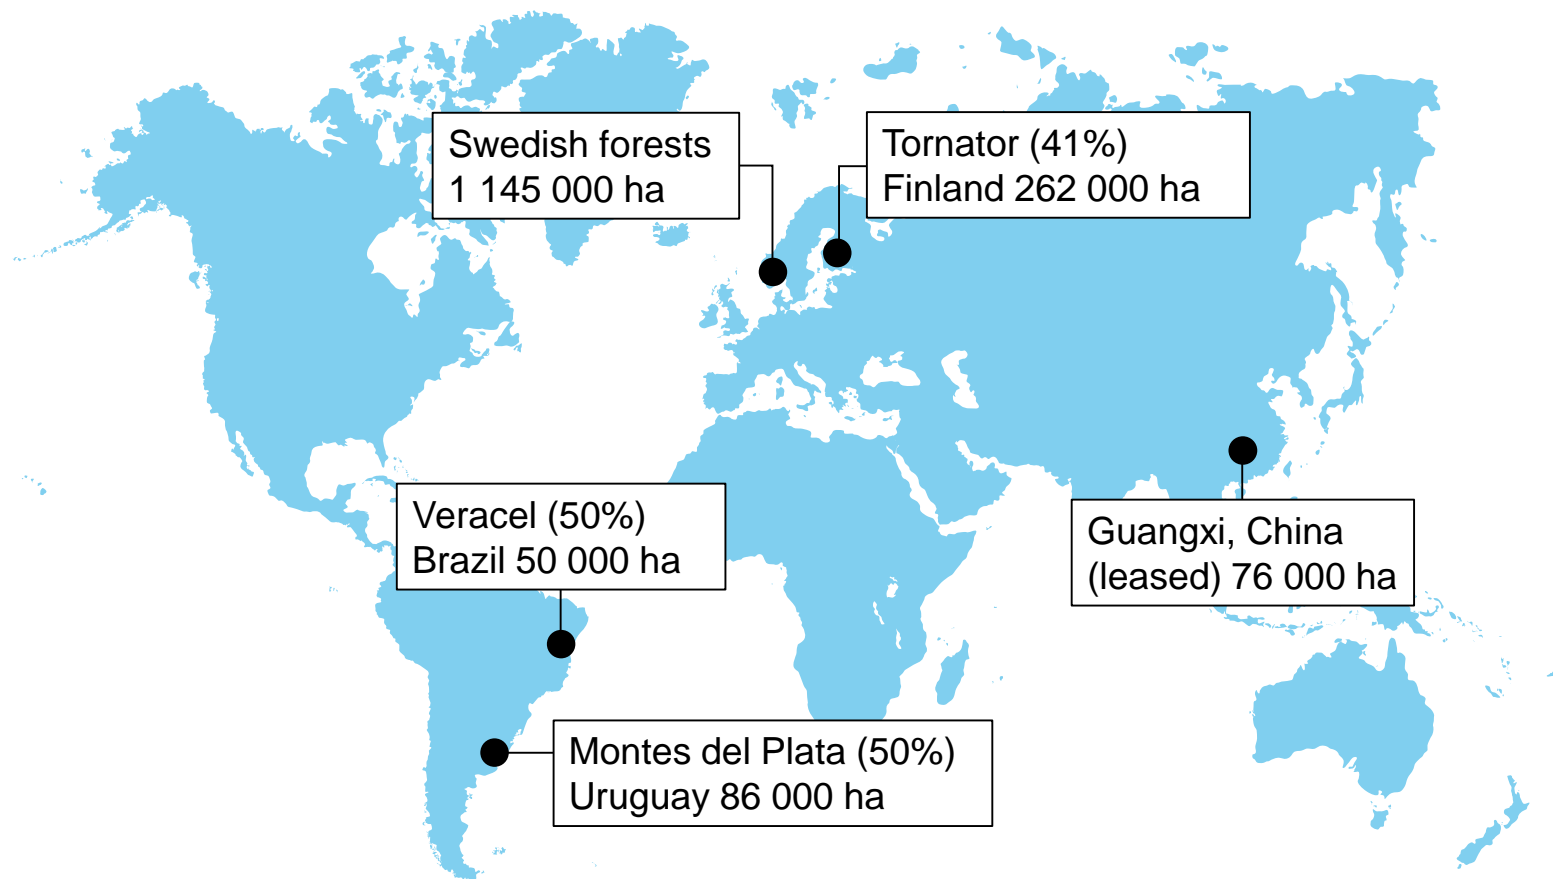 Swedish forests
1 145 000 ha
Tornator (41%)
Finland 262 000 ha
Veracel (50%)
Brazil 50 000 ha
Guangxi, China
(leased) 76 000 ha
Montes del Plata (50%)
Uruguay 86 000 ha